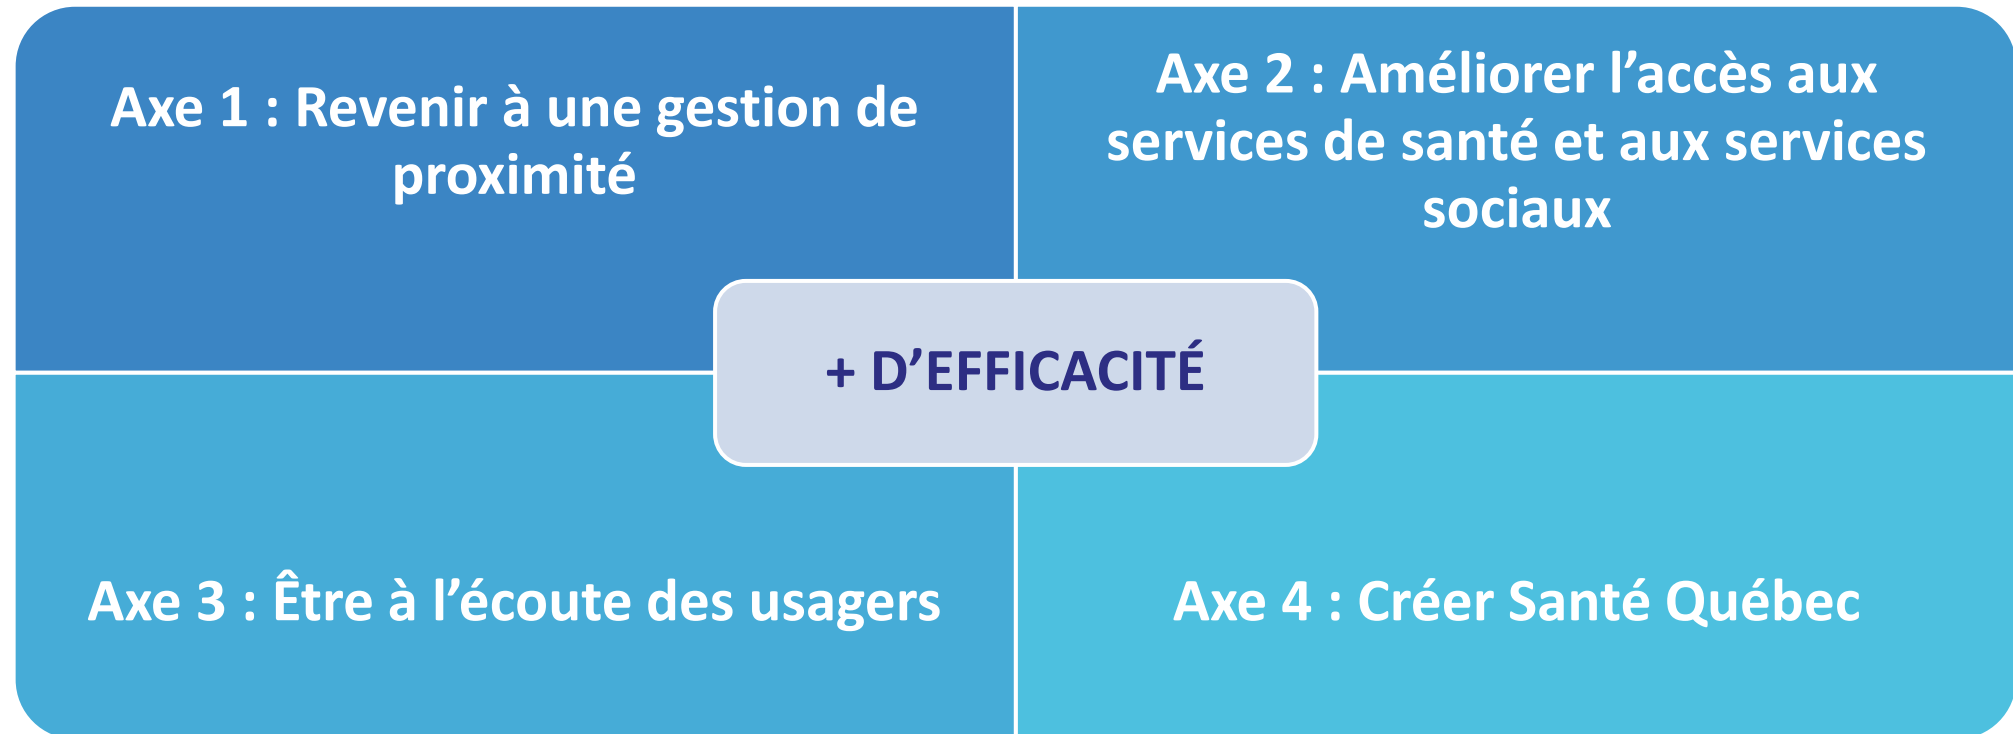 Axe 1 : Revenir à une gestion de
proximité
Axe 2 : Améliorer l’accès aux
services de santé et aux services
sociaux
+ D’EFFICACITÉ
Axe 3 : Être à l’écoute des usagers
Axe 4 : Créer Santé Québec